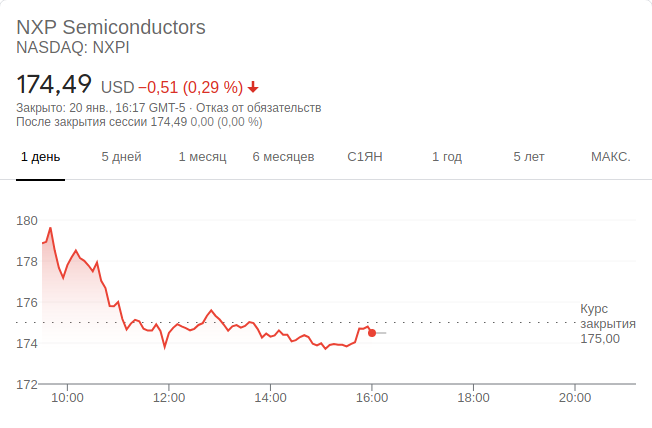 NXP Semiconductors
NASDAQ: NXPI
174,49 USD −0,51 (0,29 %)
Закрыто: 20 янв., 16:17 GMT-5 · Отказ от обязательств
После закрытия сессии 174,49 0,00 (0,00 %)
1 день 5 дней 1 месяц 6 месяцев С1ЯН 1 год 5 лет МАКС.
180
178
176
174
172
Курс
закрытия
175,00
10:00 12:00 14:00 16:00 18:00 20:00